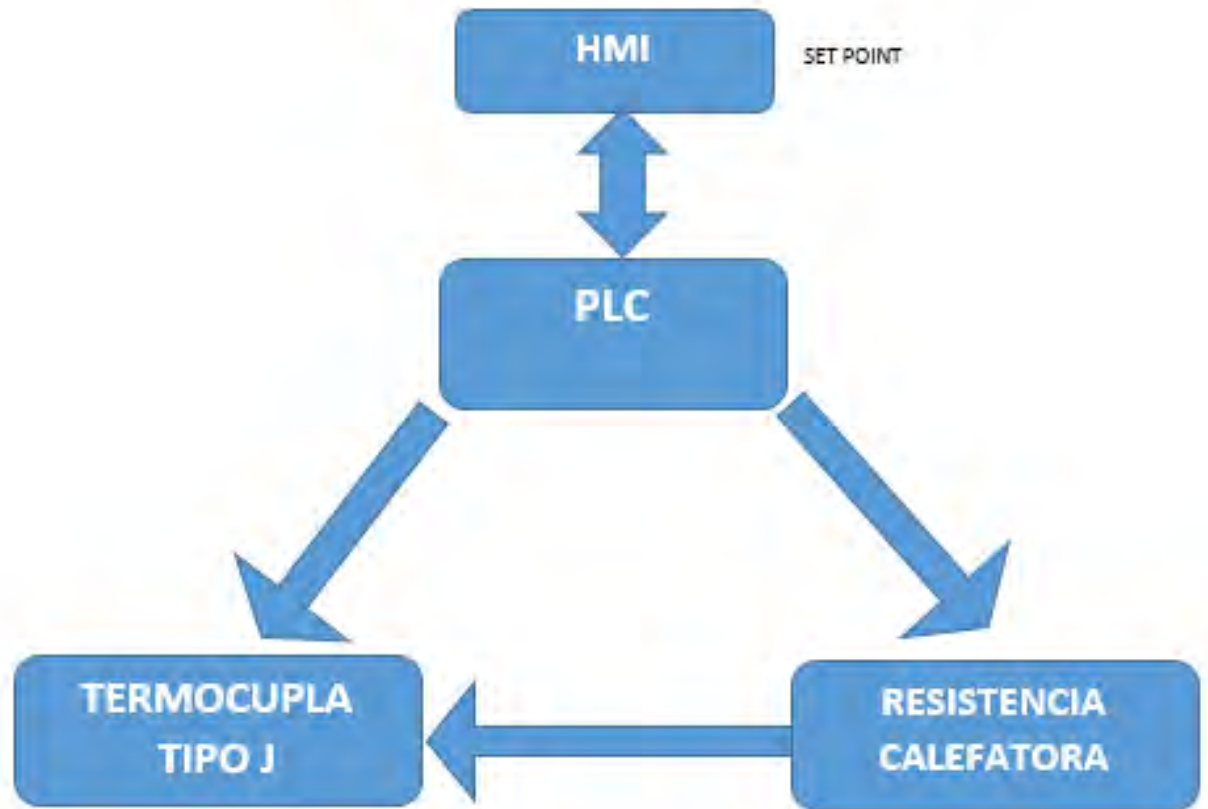 HMI
SET POINT
PLC
TERMOCUPLA
TIPO J
RESISTENCIA
CALEFATORA